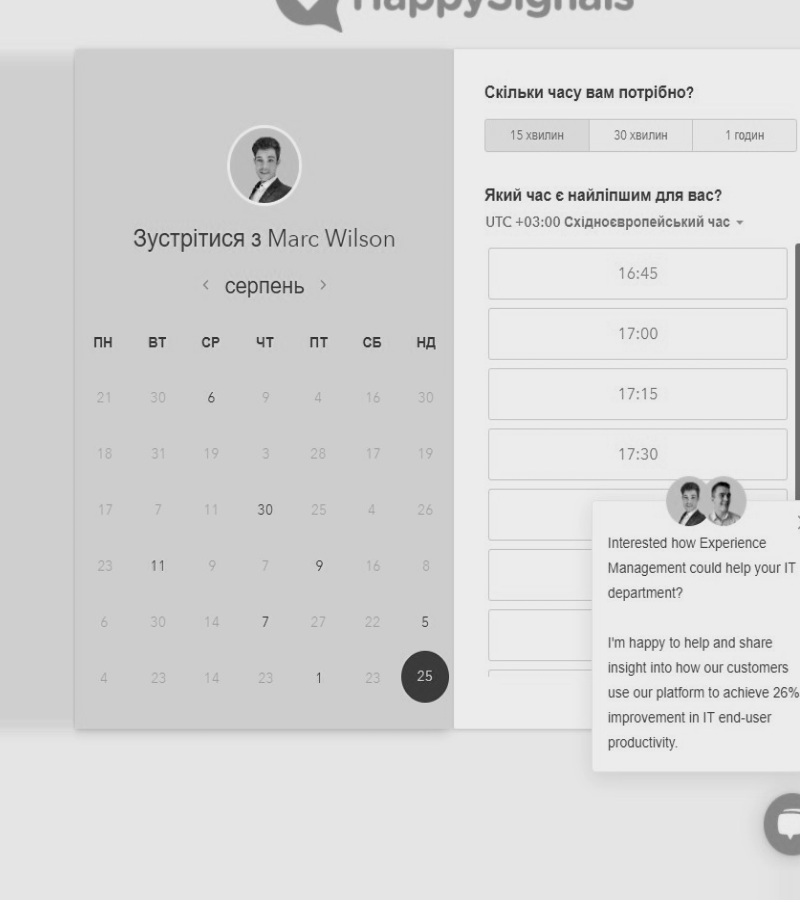 HappySignals
Зустрітися з Marc Wilson
серпень
ПН ВТ СР ЧТ ПТ СБ НД
21 30 6 9 4 16 30
18 31 19 3 28 17 19
17 7 11 30 25 4 26
23 11 9 7 9 16 8
6 30 14 7 27 22 5
4 23 14 23 1 23 25
Скільки часу вам потрібно?
15 хвилин 30 хвилин 1 годин
Який час є найліпшим для вас?
UTC +03:00 Східноєвропейський час
16:45
17:00
17:15
17:30
Interested how Experience
Management could help your IT
department?
I'm happy to help and share
insight into how our customers
use our platform to achieve 26%
improvement in IT end-user
productivity.